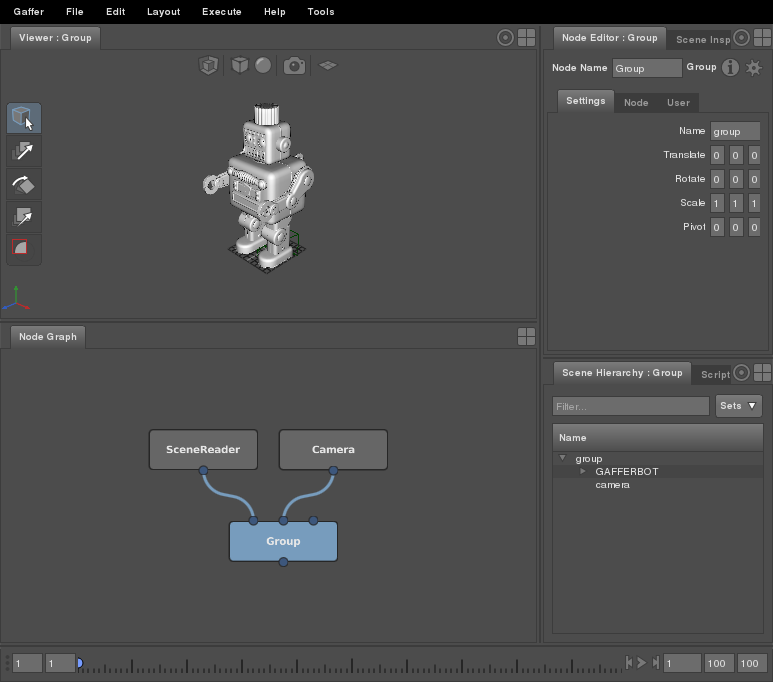 Gaffer File Edit Layout Execute Help Tools
Viewer : Group
Node Editor : Group Scene Insp
Node Name Group Group
Settings Node User
Name group
Translate 0 0 0
Rotate 0 0 0
Scale 1 1 1
Pivot 0 0 0
Node Graph
SceneReader Camera
Group
Scene Hierarchy : Group Script
Filter... Sets
Name
group
GAFFERBOT
camera
1 1 1 100 100